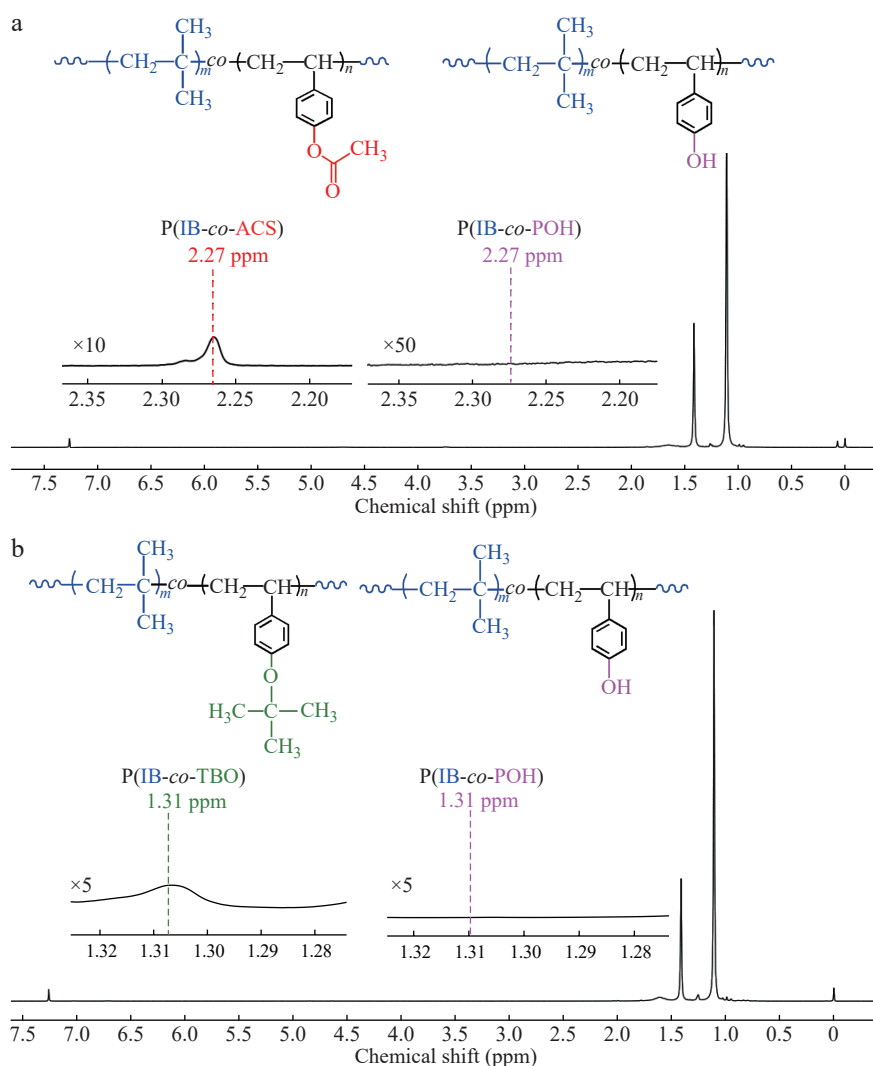 a
CH₃ CH₃
CH₂ C m co CH₂ CH n CH₂ C m co CH₂ CH n
CH₃ CH₃
O CH₃ OH
O
P(IB-co-ACS) P(IB-co-POH)
2.27 ppm 2.27 ppm
×10 ×50
2.35 2.30 2.25 2.20 2.35 2.30 2.25 2.20
7.5 7.0 6.5 6.0 5.5 5.0 4.5 4.0 3.5 3.0 2.5 2.0 1.5 1.0 0.5 0
Chemical shift (ppm)
b
CH₃ CH₃
CH₂ C m co CH₂ CH n CH₂ C m co CH₂ CH n
CH₃ CH₃
O OH
H₃C C CH₃
CH₃
P(IB-co-TBO) P(IB-co-POH)
1.31 ppm 1.31 ppm
×5 ×5
1.32 1.31 1.30 1.29 1.28 1.32 1.31 1.30 1.29 1.28
7.5 7.0 6.5 6.0 5.5 5.0 4.5 4.0 3.5 3.0 2.5 2.0 1.5 1.0 0.5 0
Chemical shift (ppm)